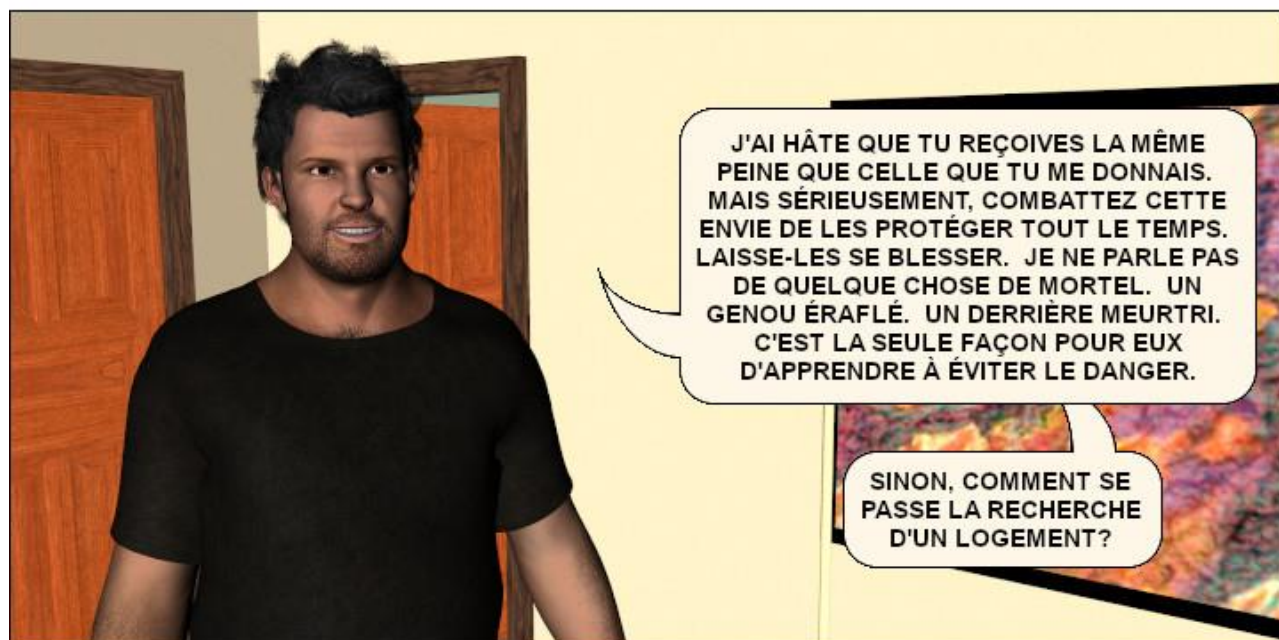 J'AI HÂTE QUE TU REÇOIVES LA MÊME
PEINE QUE CELLE QUE TU ME DONNAIS.
MAIS SÉRIEUSEMENT, COMBATTEZ CETTE
ENVIE DE LES PROTÉGER TOUT LE TEMPS.
LAISSE-LES SE BLESSER. JE NE PARLE PAS
DE QUELQUE CHOSE DE MORTEL. UN
GENOU ÉRAFLÉ. UN DERRIÈRE MEURTRI.
C'EST LA SEULE FAÇON POUR EUX
D'APPRENDRE À ÉVITER LE DANGER.
SINON, COMMENT SE
PASSE LA RECHERCHE
D'UN LOGEMENT?